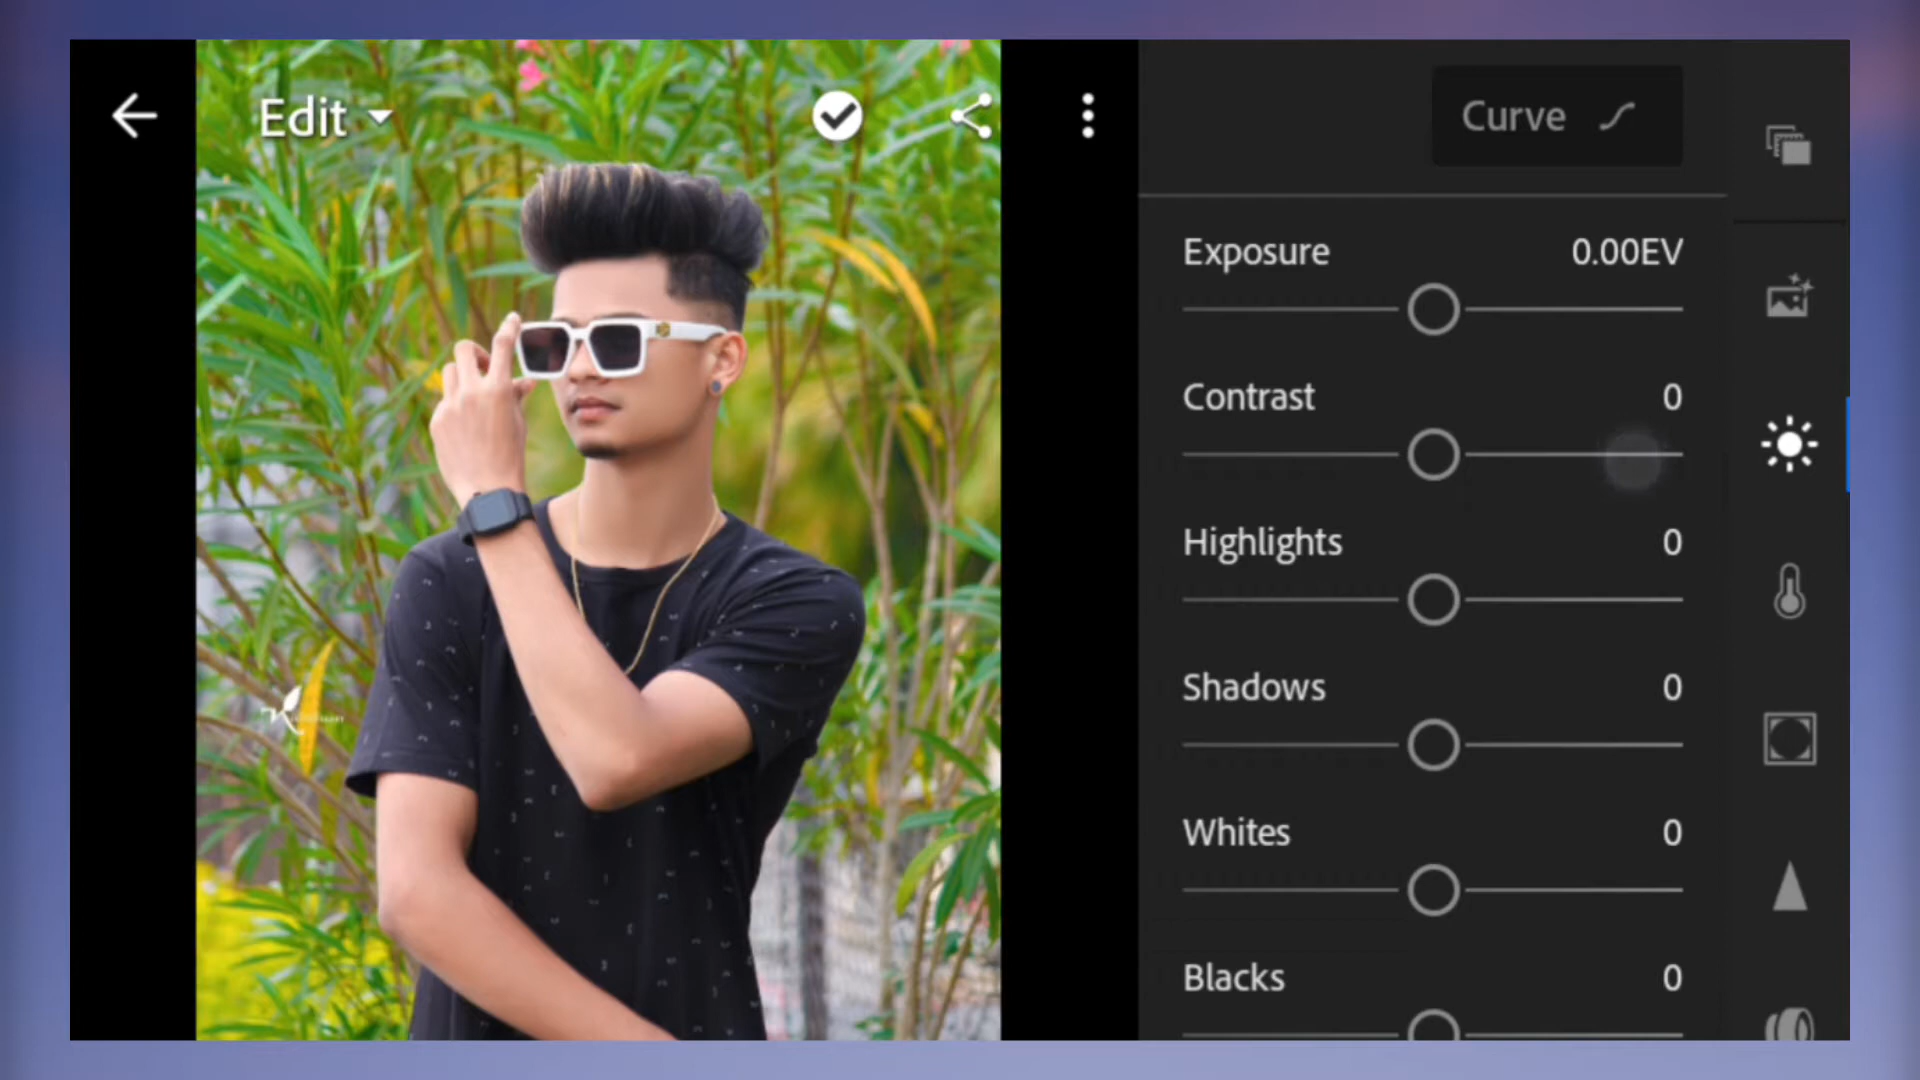 Edit
Curve
Exposure 0.00EV
Contrast 0
Highlights 0
Shadows 0
Whites 0
Blacks 0